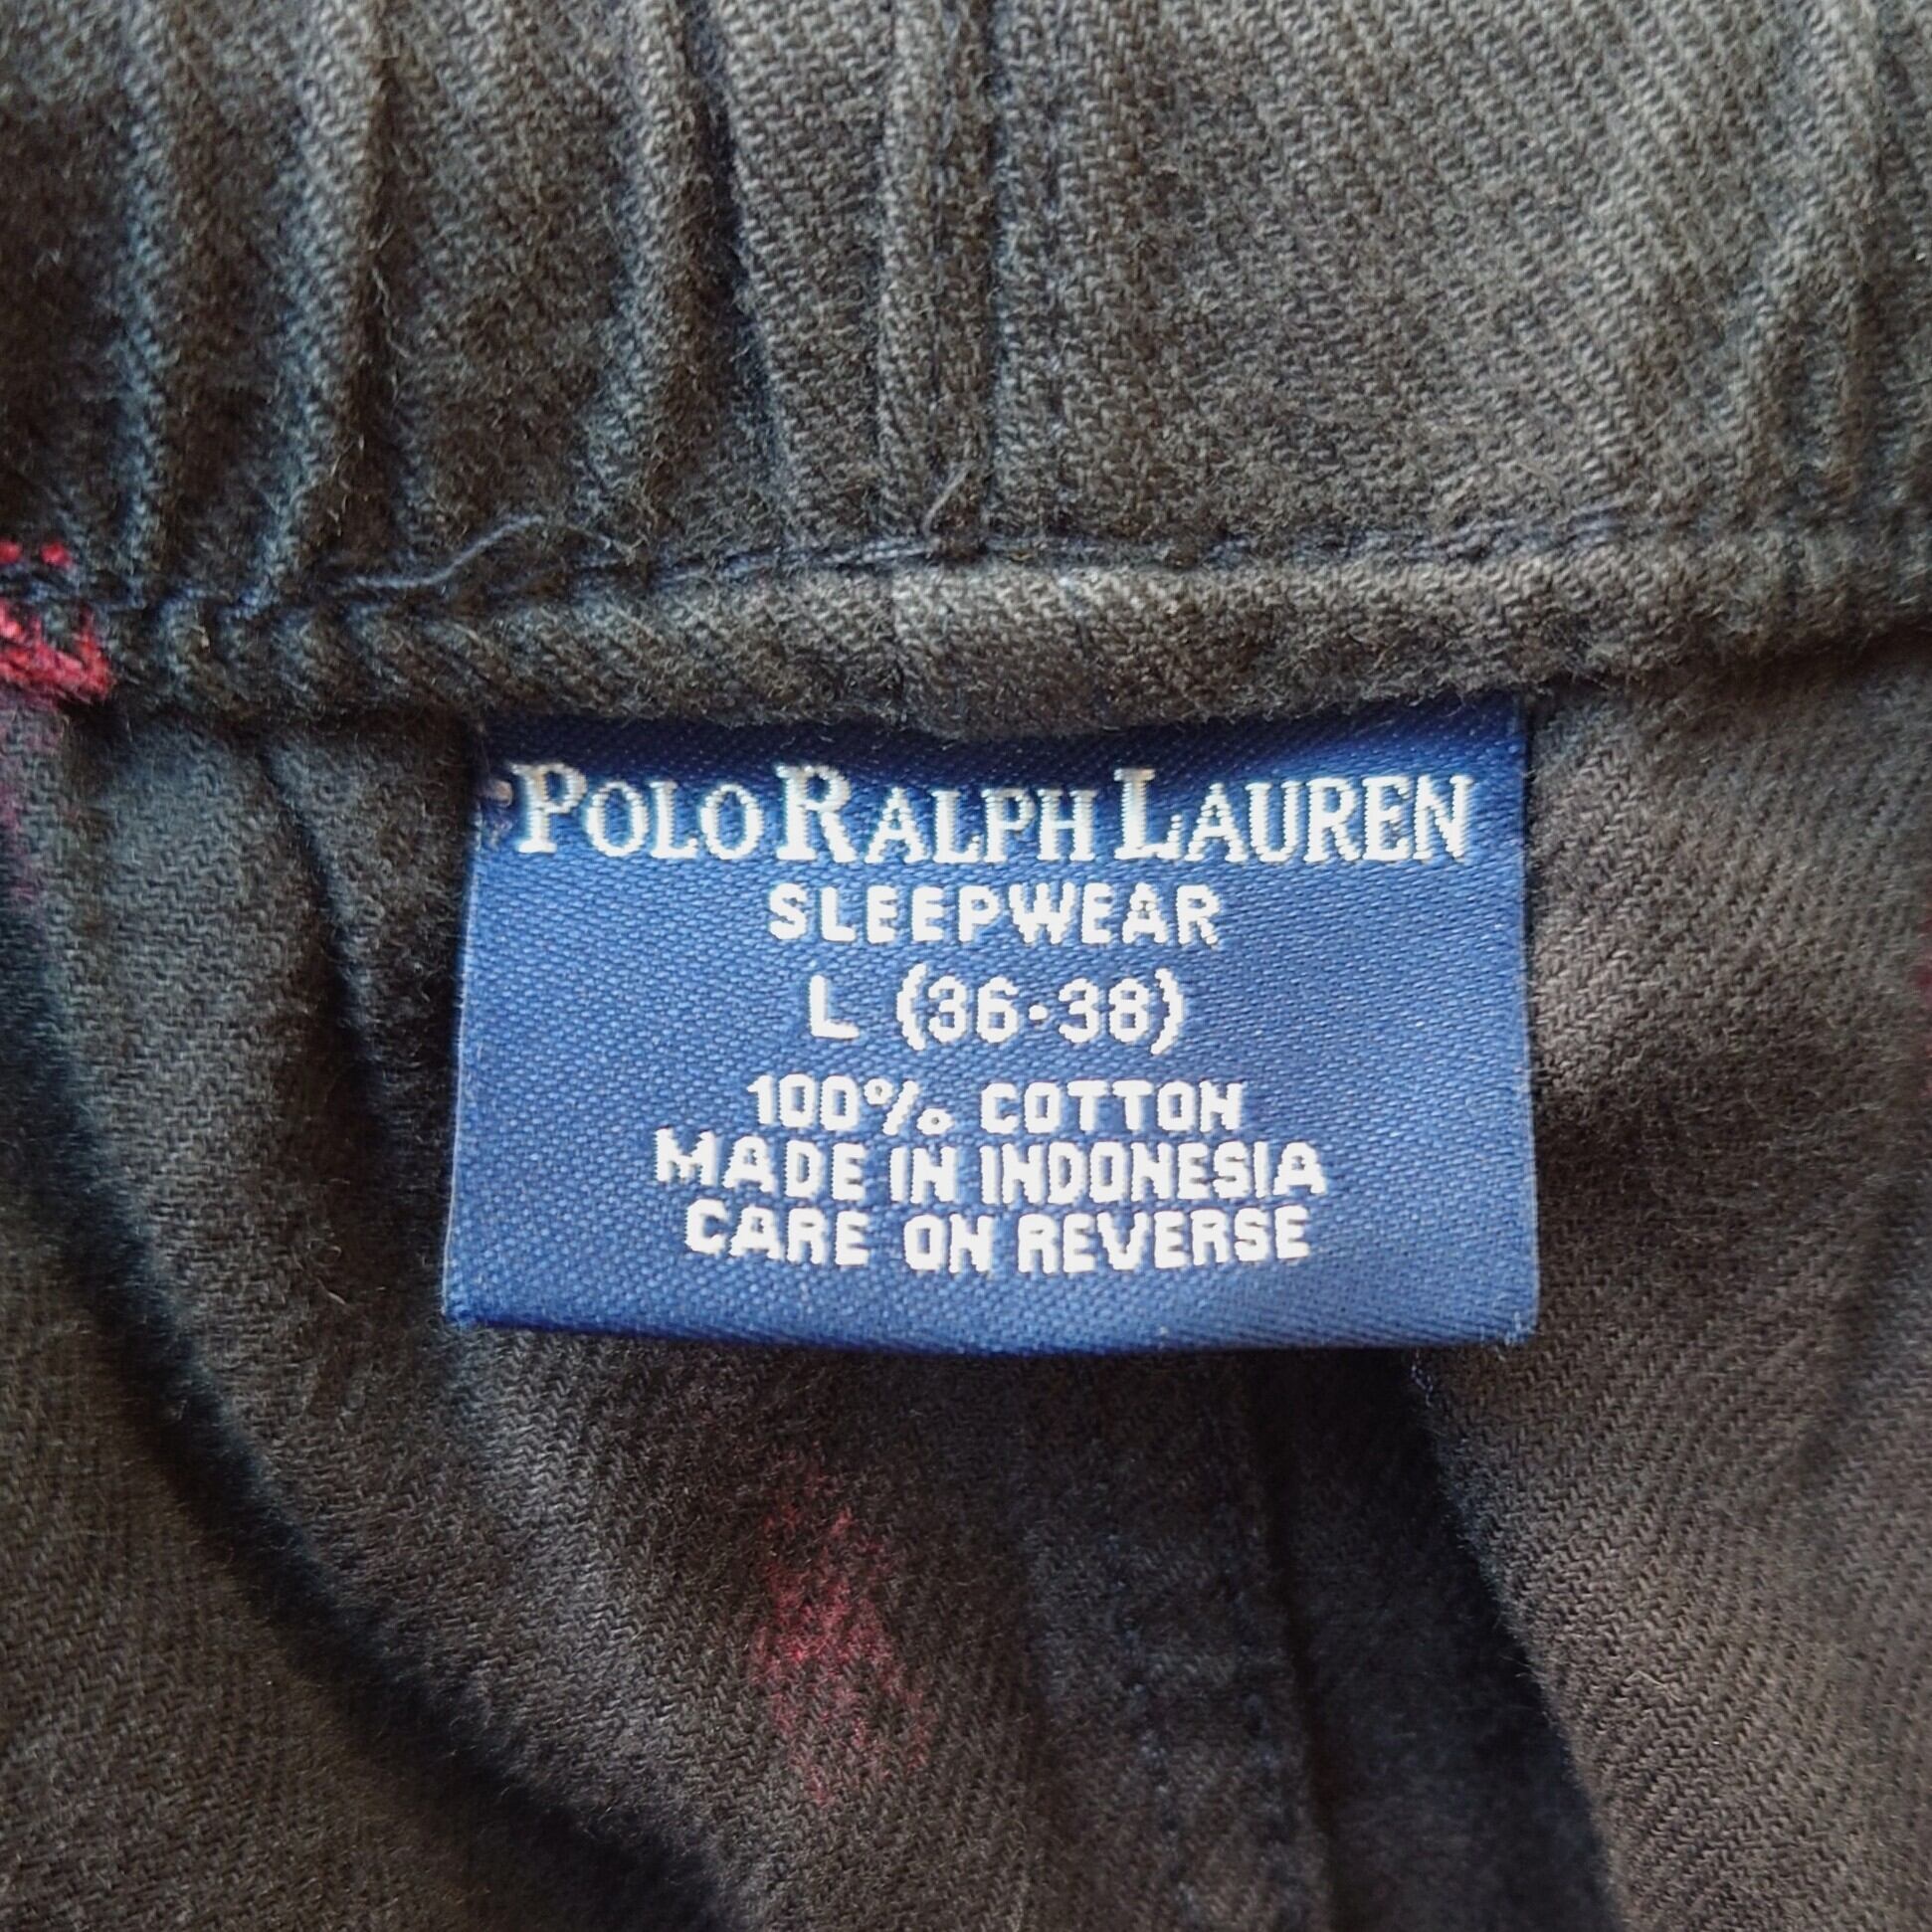 POLO RALPH LAUREN
SLEEPWEAR
L (36-38)
100% COTTON
MADE IN INDONESIA
CARE ON REVERSE